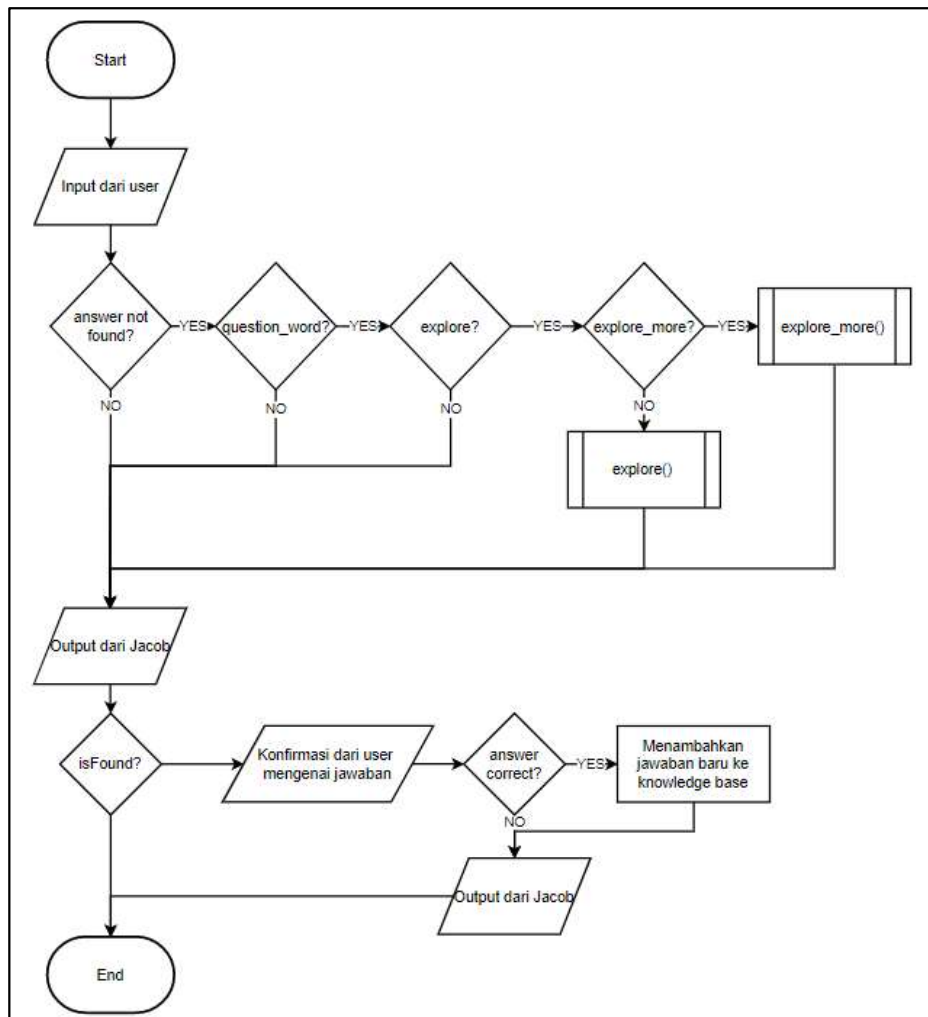 Start
Input dari user
answer not
found?
YES
question_word?
YES
explore?
YES
explore_more?
YES
explore_more()
NO
NO
NO
NO
explore()
Output dari Jacob
isFound?
Konfirmasi dari user
mengenai jawaban
answer
correct?
YES
Menambahkan
jawaban baru ke
knowledge base
NO
Output dari Jacob
End